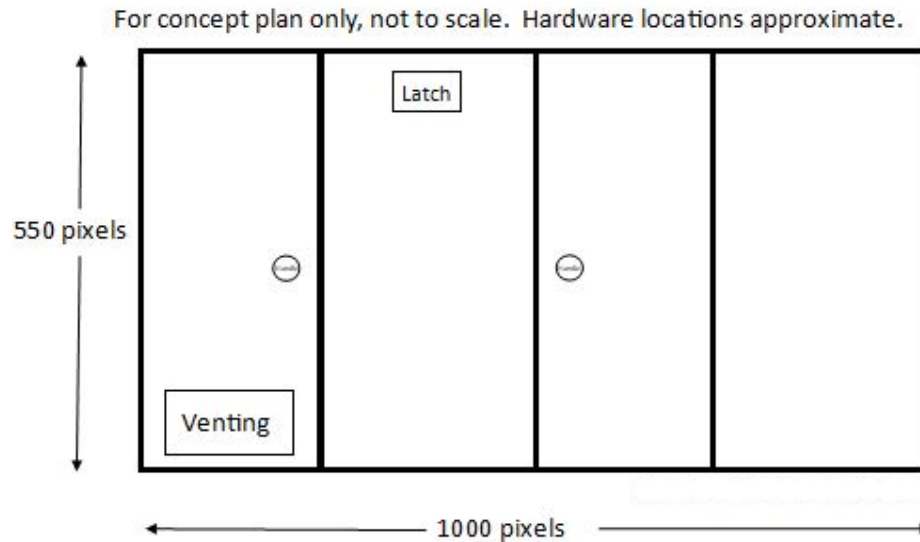 For concept plan only, not to scale. Hardware locations approximate.
Latch
550 pixels
Venting
1000 pixels